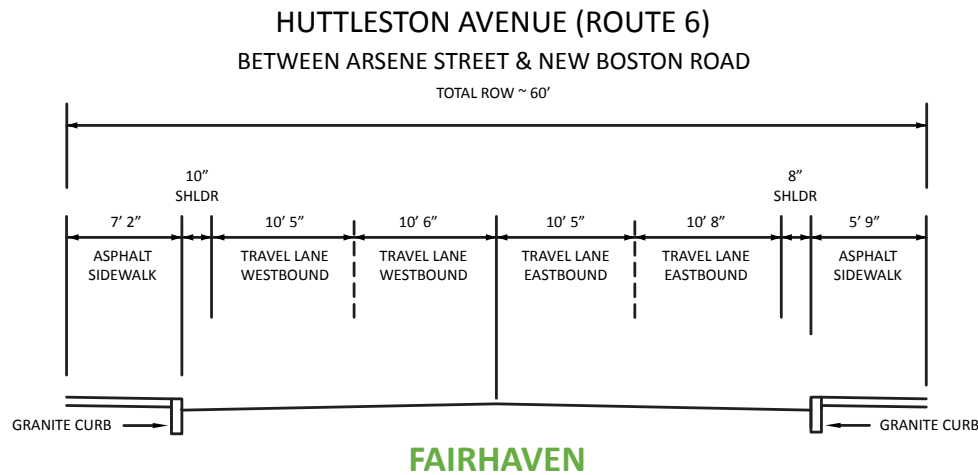 HUTTLESTON AVENUE (ROUTE 6)
BETWEEN ARSENE STREET & NEW BOSTON ROAD
TOTAL ROW ~ 60’
10”
SHLDR
8”
SHLDR
7’ 2”
10’ 5”
10’ 6”
10’ 5”
10’ 8”
5’ 9”
ASPHALT
SIDEWALK
TRAVEL LANE
WESTBOUND
TRAVEL LANE
WESTBOUND
TRAVEL LANE
EASTBOUND
TRAVEL LANE
EASTBOUND
ASPHALT
SIDEWALK
GRANITE CURB
GRANITE CURB
FAIRHAVEN